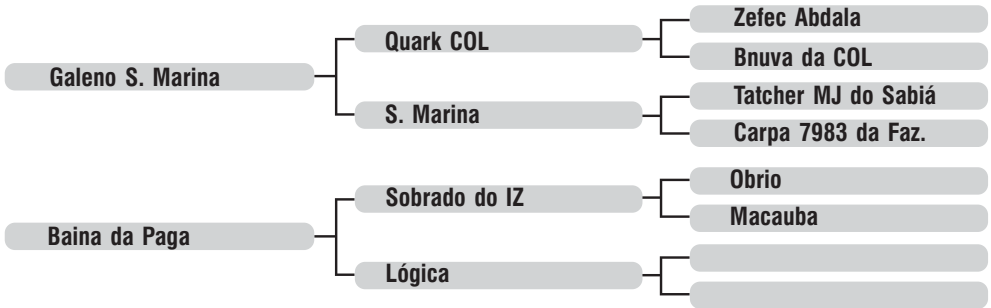 Zefec Abdala
Quark COL
Bnuva da COL
Galeno S. Marina
Tatcher MJ do Sabiá
S. Marina
Carpa 7983 da Faz.
Obrio
Sobrado do IZ
Macauba
Baina da Paga
Lógica